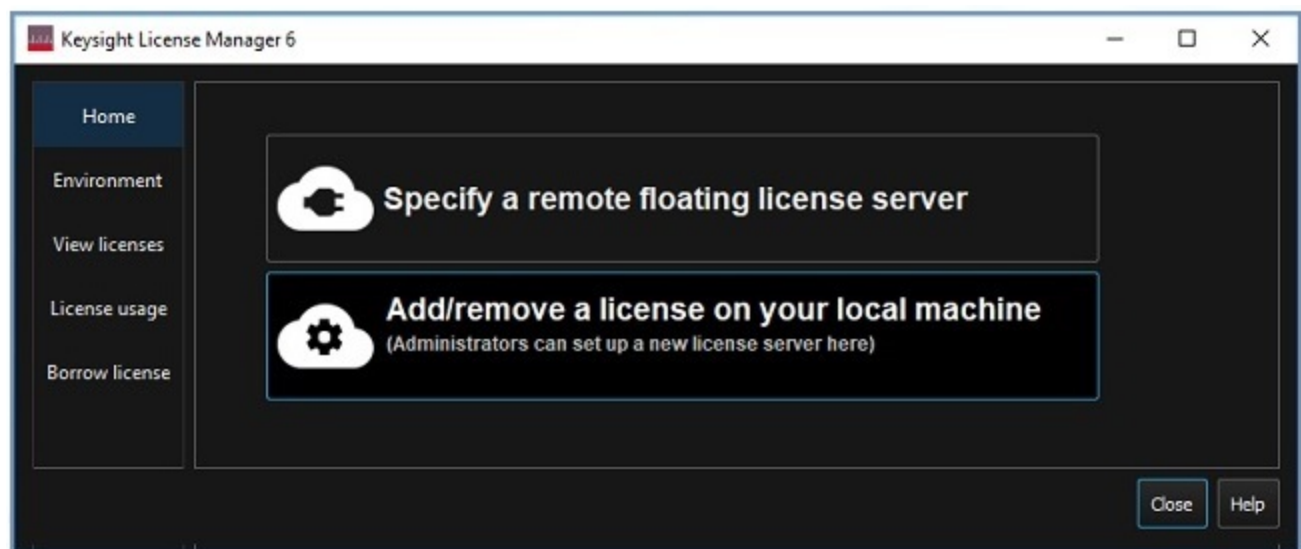 Keysight License Manager 6
Home
Environment
View licenses
License usage
Borrow license
Specify a remote floating license server
Add/remove a license on your local machine
(Administrators can set up a new license server here)
Close
Help